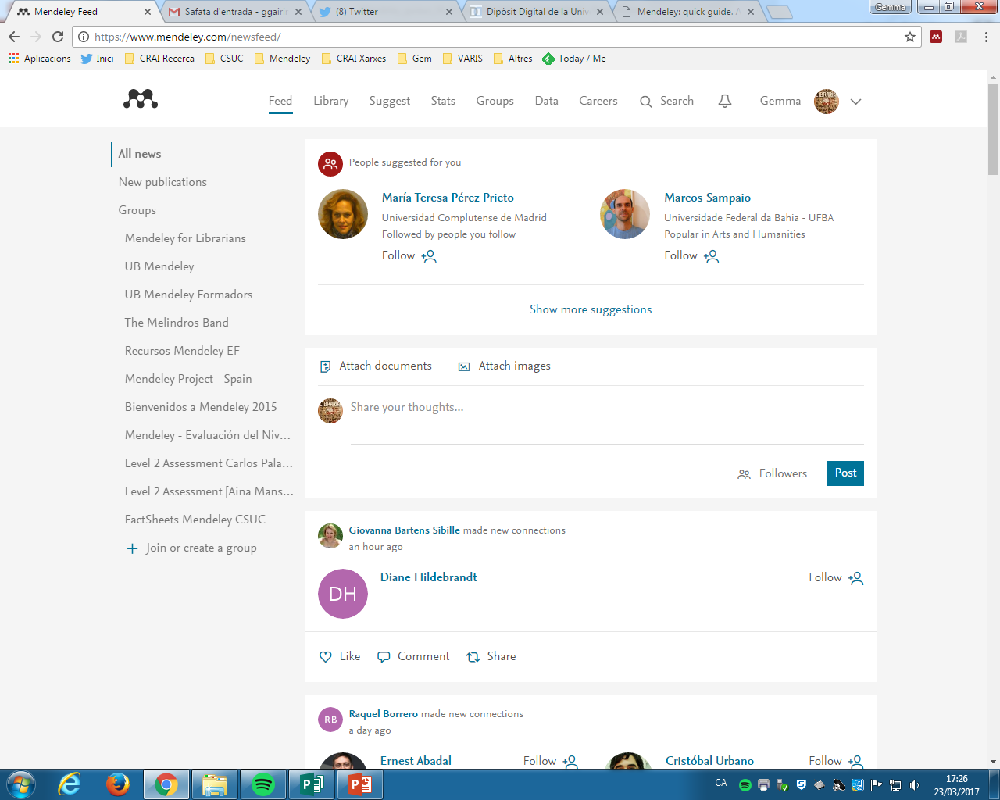 Mendeley Feed
Safata d'entrada - ggairin
(8) Twitter
Dipòsit Digital de la Univ
Mendeley: quick guide. A
Gemma
https://www.mendeley.com/newsfeed/
Aplicacions
Inici
CRAI Recerca
CSUC
Mendeley
CRAI Xarxes
Gem
VARIS
Altres
Today / Me
Feed
Library
Suggest
Stats
Groups
Data
Careers
Search
Gemma
All news
New publications
Groups
Mendeley for Librarians
UB Mendeley
UB Mendeley Formadors
The Melindros Band
Recursos Mendeley EF
Mendeley Project - Spain
Bienvenidos a Mendeley 2015
Mendeley - Evaluación del Niv...
Level 2 Assessment Carlos Pala...
Level 2 Assessment [Aina Mans...
FactSheets Mendeley CSUC
Join or create a group
People suggested for you
María Teresa Pérez Prieto
Universidad Complutense de Madrid
Followed by people you follow
Follow
Marcos Sampaio
Universidade Federal da Bahia - UFBA
Popular in Arts and Humanities
Follow
Show more suggestions
Attach documents
Attach images
Share your thoughts...
Followers
Post
Giovanna Bartens Sibille made new connections
an hour ago
DH
Diane Hildebrandt
Follow
Like
Comment
Share
RB
Raquel Borrero made new connections
a day ago
Ernest Abadal
Follow
Cristóbal Urbano
Follow
CA
17:26
23/03/2017